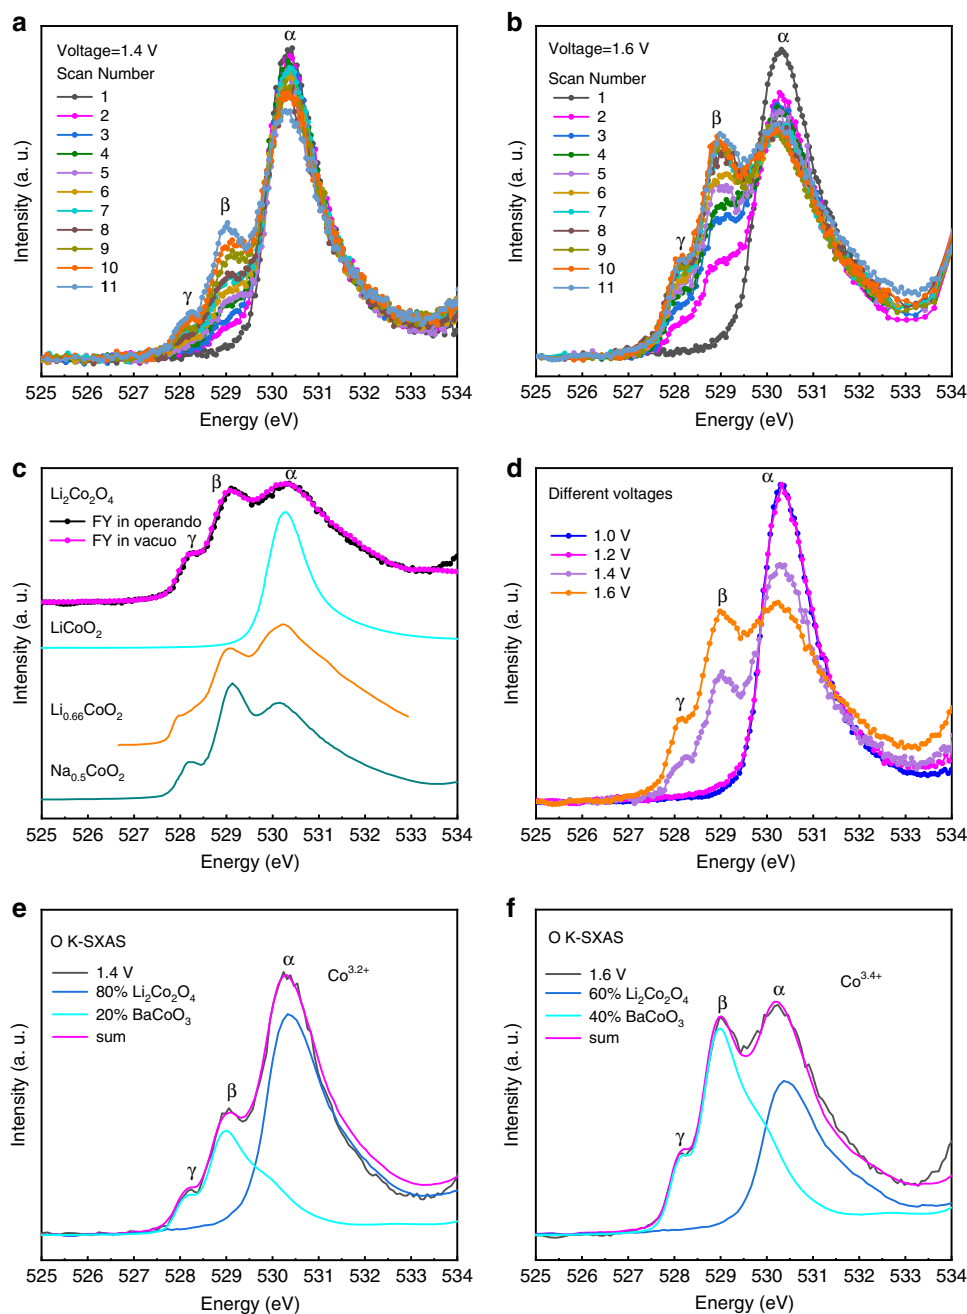 a
Voltage=1.4 V
Scan Number
1
2
3
4
5
6
7
8
9
10
11
α
β
γ
Intensity (a. u.)
525 526 527 528 529 530 531 532 533 534
Energy (eV)
b
Voltage=1.6 V
Scan Number
1
2
3
4
5
6
7
8
9
10
11
α
β
γ
Intensity (a. u.)
525 526 527 528 529 530 531 532 533 534
Energy (eV)
c
Li₂Co₂O₄
FY in operando
FY in vacuo
α
β
γ
LiCoO₂
Li₀.₆₆CoO₂
Na₀.₅CoO₂
Intensity (a. u.)
525 526 527 528 529 530 531 532 533 534
Energy (eV)
d
Different voltages
1.0 V
1.2 V
1.4 V
1.6 V
α
β
γ
Intensity (a. u.)
525 526 527 528 529 530 531 532 533 534
Energy (eV)
e
O K-SXAS
1.4 V
80% Li₂Co₂O₄
20% BaCoO₃
sum
Co³·²⁺
α
β
γ
Intensity (a. u.)
525 526 527 528 529 530 531 532 533 534
Energy (eV)
f
O K-SXAS
1.6 V
60% Li₂Co₂O₄
40% BaCoO₃
sum
Co³·⁴⁺
α
β
γ
Intensity (a. u.)
525 526 527 528 529 530 531 532 533 534
Energy (eV)